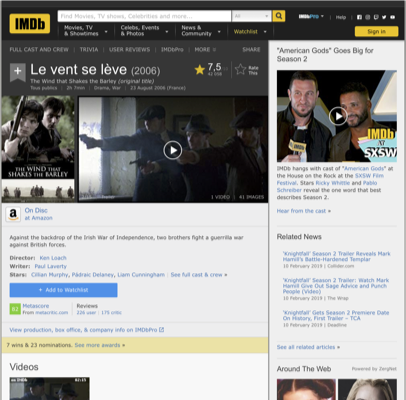 IMDb
Find Movies, TV shows, Celebrities and more...
All
IMDbPro
Help
Movies, TV
& Showtimes
Celebs, Events
& Photos
News &
Community
Watchlist
Sign in
FULL CAST AND CREW | TRIVIA | USER REVIEWS | IMDbPro | MORE
SHARE
+
Le vent se lève (2006)
The Wind that Shakes the Barley (original title)
Tous publics | 2h 7min | Drama, War | 23 August 2006 (France)
7,5
Rate
This
THE WIND THAT
SHAKES THE BARLEY
1 VIDEO | 61 IMAGES
On Disc
at Amazon
Against the backdrop of the Irish War of Independence, two brothers fight a guerrilla war
against British forces.
Director: Ken Loach
Writer: Paul Laverty
Stars: Cillian Murphy, Pádraic Delaney, Liam Cunningham | See full cast & crew »
+ Add to Watchlist
Metascore
From metacritic.com
Reviews
226 user | 175 critic
View production, box office, & company info on IMDbPro
7 wins & 23 nominations. See more awards »
Videos
"American Gods" Goes Big for
Season 2
IMDb
AT
SXSW
IMDb hangs with cast of "American Gods" at
the House on the Rock at the SXSW Film
Festival. Stars Ricky Whittle and Pablo
Schreiber reveal the one word that best
describes Season 2.
Hear from the cast »
Related News
'Knightfall' Season 2 Trailer Reveals Mark
Hamill's Battle-Hardened Templar
10 February 2019 | Collider.com
'Knightfall' Season 2 Trailer: Watch Mark
Hamill Give Out Sage Advice and Punch
People (Video)
10 February 2019 | The Wrap
'Knightfall' Gets Season 2 Premiere Date
On History, First Trailer – TCA
10 February 2019 | Deadline
See all related articles »
Around The Web
Powered by ZergNet